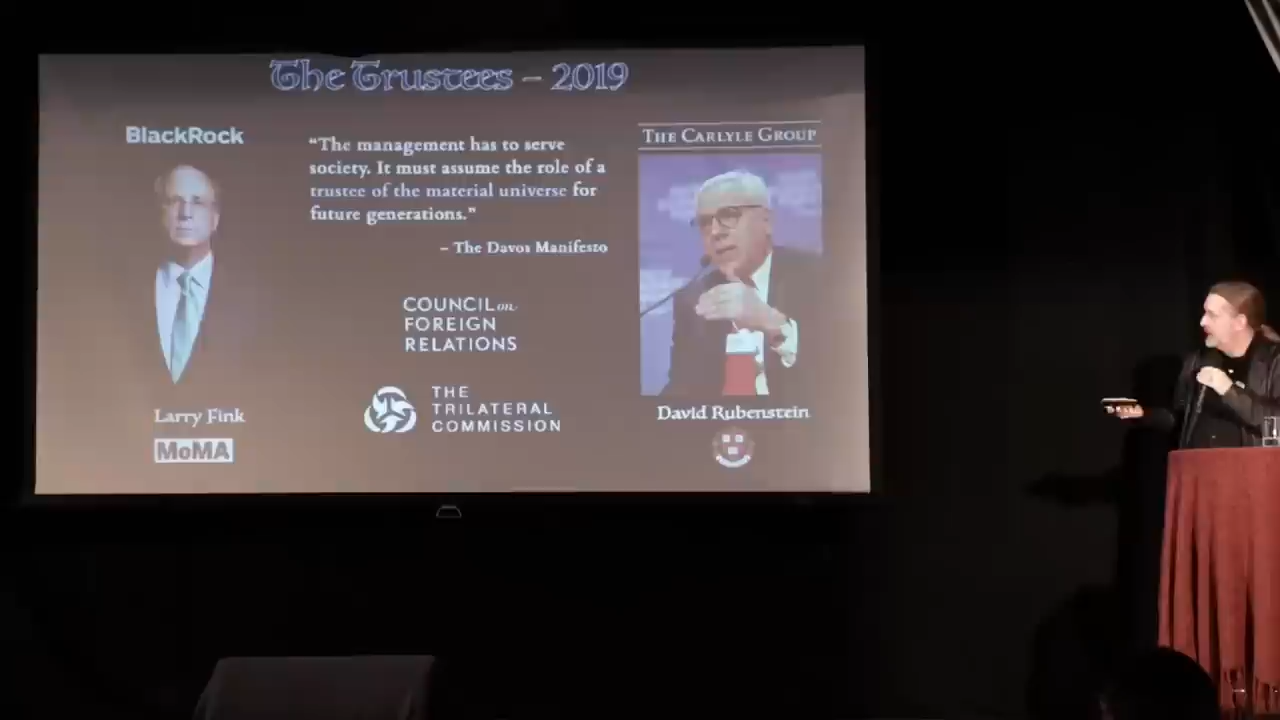 The Trustees – 2019
BlackRock
"The management has to serve
society. It must assume the role of a
trustee of the material universe for
future generations."
– The Davos Manifesto
COUNCIL on
FOREIGN
RELATIONS
THE
TRILATERAL
COMMISSION
Larry Fink
MoMA
THE CARLYLE GROUP
David Rubenstein